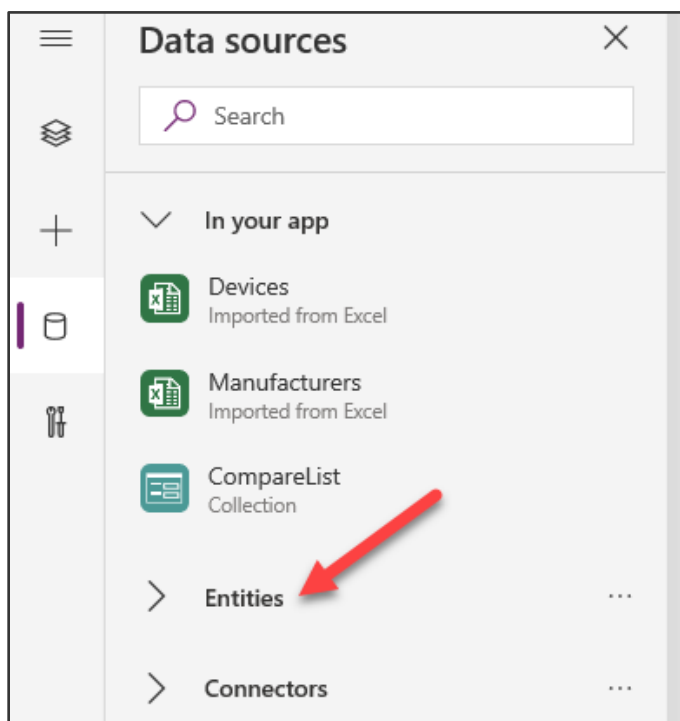 Data sources
Search
In your app
Devices
Imported from Excel
Manufacturers
Imported from Excel
CompareList
Collection
Entities
Connectors